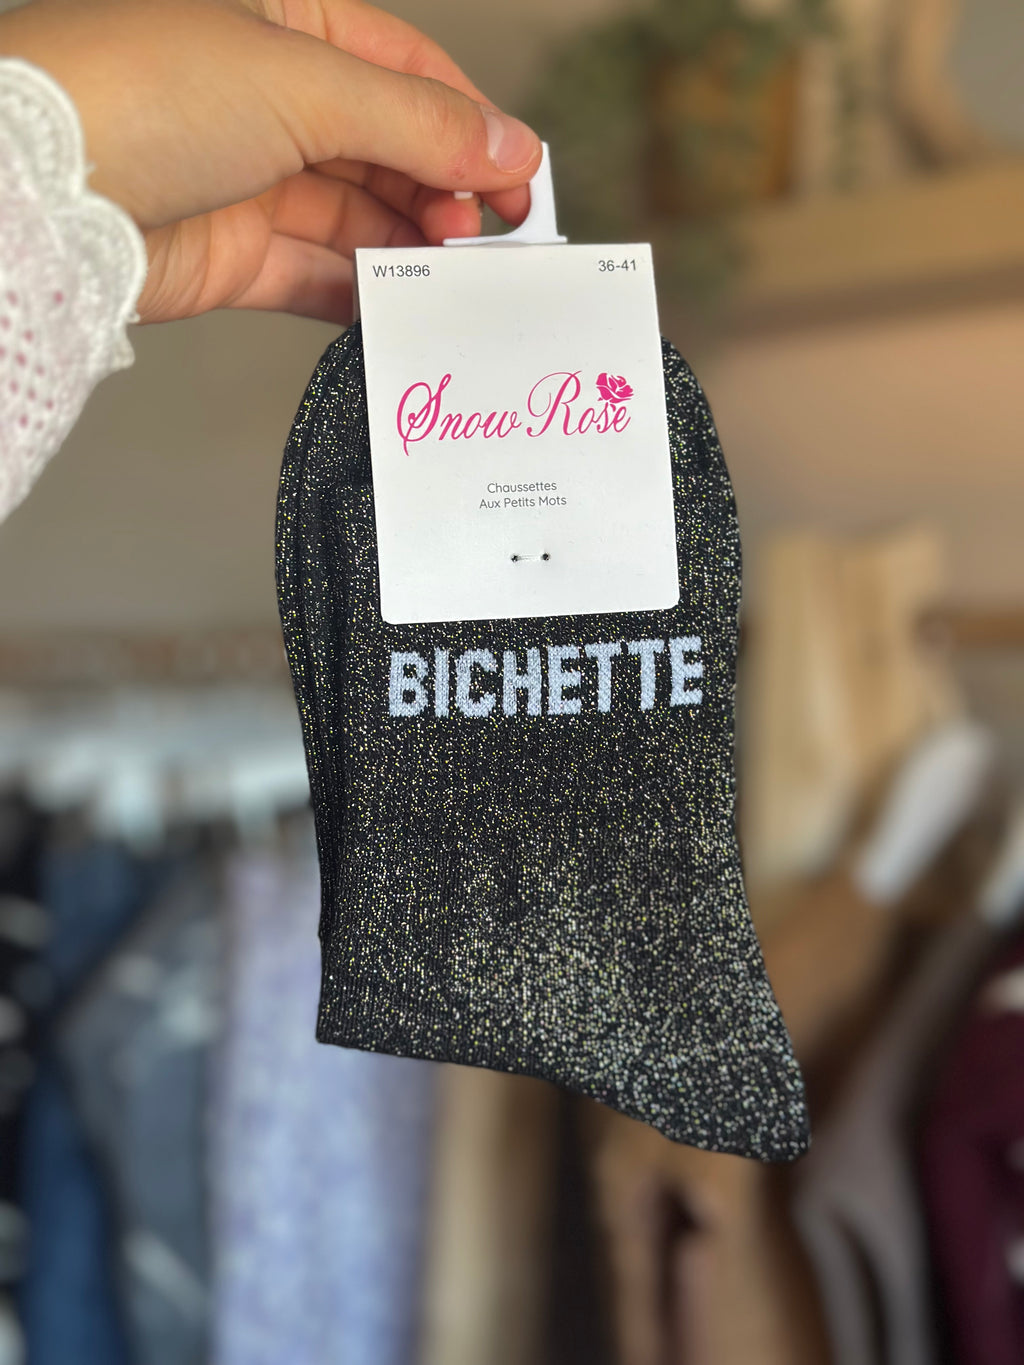 W13896 36-41
Snow Rose
Chaussettes
Aux Petits Mots
BICHETTE